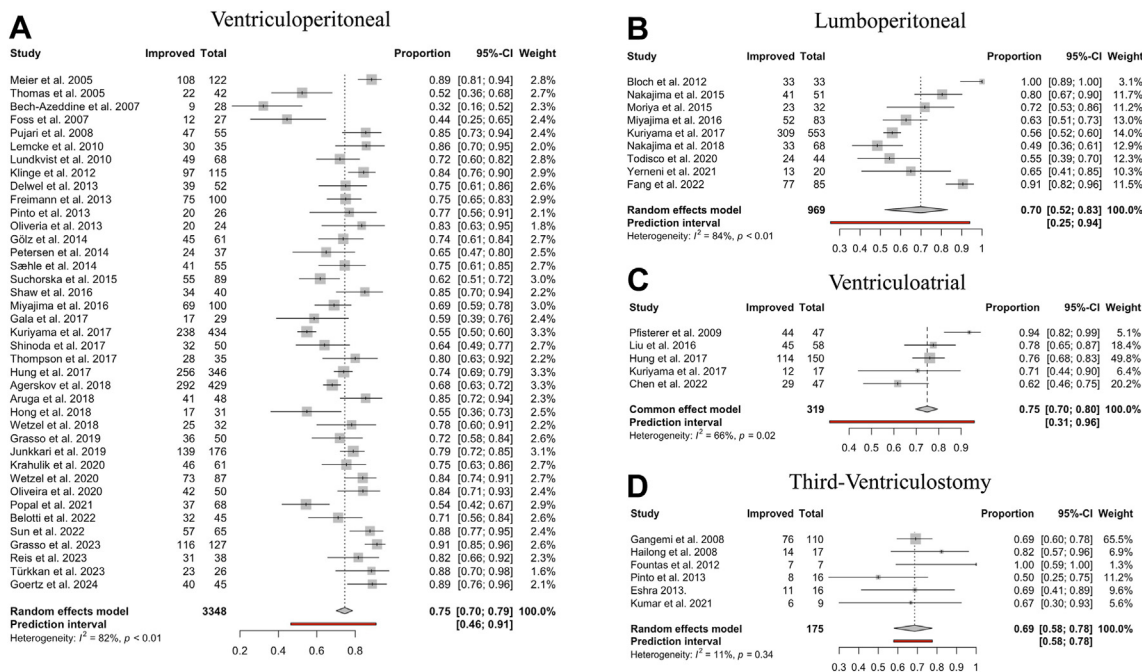 A Ventriculoperitoneal
Study Improved Total Proportion 95%-CI Weight
Meier et al. 2005 108 122 0.89 [0.81; 0.94] 2.8%
Thomas et al. 2005 22 42 0.52 [0.36; 0.68] 2.7%
Bech-Azeddine et al. 2007 9 28 0.32 [0.16; 0.52] 2.3%
Foss et al. 2007 12 27 0.44 [0.25; 0.65] 2.4%
Pujari et al. 2008 47 55 0.85 [0.73; 0.94] 2.4%
Lemcke et al. 2010 30 35 0.86 [0.70; 0.95] 2.0%
Lundkvist et al. 2010 49 68 0.72 [0.60; 0.82] 2.8%
Klinge et al. 2012 97 115 0.84 [0.76; 0.90] 2.9%
Delwel et al. 2013 39 52 0.75 [0.61; 0.86] 2.6%
Freimann et al. 2013 75 100 0.75 [0.65; 0.83] 2.9%
Pinto et al. 2013 20 26 0.77 [0.56; 0.91] 2.1%
Oliveria et al. 2013 20 24 0.83 [0.63; 0.95] 1.8%
Gölz et al. 2014 45 61 0.74 [0.61; 0.84] 2.7%
Petersen et al. 2014 24 37 0.65 [0.47; 0.80] 2.5%
Sæhle et al. 2014 41 55 0.75 [0.61; 0.85] 2.7%
Suchorska et al. 2015 55 89 0.62 [0.51; 0.72] 3.0%
Shaw et al. 2016 34 40 0.85 [0.70; 0.94] 2.2%
Miyajima et al. 2016 69 100 0.69 [0.59; 0.78] 3.0%
Gala et al. 2017 17 29 0.59 [0.39; 0.76] 2.4%
Kuriyama et al. 2017 238 434 0.55 [0.50; 0.60] 3.3%
Shinoda et al. 2017 32 50 0.64 [0.49; 0.77] 2.7%
Thompson et al. 2017 28 35 0.80 [0.63; 0.92] 2.2%
Hung et al. 2017 256 346 0.74 [0.69; 0.79] 3.2%
Agerskov et al. 2018 292 429 0.68 [0.63; 0.72] 3.3%
Aruga et al. 2018 41 48 0.85 [0.72; 0.94] 2.3%
Hong et al. 2018 17 31 0.55 [0.36; 0.73] 2.4%
Wetzel et al. 2018 25 32 0.78 [0.60; 0.91] 2.2%
Grasso et al. 2019 36 50 0.72 [0.58; 0.84] 2.6%
Junkkari et al. 2019 139 176 0.79 [0.72; 0.85] 3.1%
Krahulik et al. 2020 46 61 0.75 [0.63; 0.86] 2.7%
Wetzel et al. 2020 73 87 0.84 [0.74; 0.91] 2.7%
Oliveira et al. 2020 42 50 0.84 [0.71; 0.93] 2.4%
Popal et al. 2021 37 68 0.54 [0.42; 0.67] 2.9%
Belotti et al. 2022 32 45 0.71 [0.56; 0.84] 2.6%
Sun et al. 2022 57 65 0.88 [0.77; 0.95] 2.4%
Grasso et al. 2023 116 127 0.91 [0.85; 0.96] 2.6%
Reis et al. 2023 31 38 0.82 [0.66; 0.92] 2.2%
Türkkan et al. 2023 23 26 0.88 [0.70; 0.98] 1.6%
Goertz et al. 2024 40 45 0.89 [0.76; 0.96] 2.0%
Random effects model 3348 0.75 [0.70; 0.79] 100.0%
Prediction interval [0.46; 0.91]
Heterogeneity: I² = 82%, p < 0.01
0.2 0.4 0.6 0.8
B Lumboperitoneal
Study Improved Total Proportion 95%-CI Weight
Bloch et al. 2012 33 33 1.00 [0.89; 1.00] 3.1%
Nakajima et al. 2015 41 51 0.80 [0.67; 0.90] 11.7%
Moriya et al. 2015 23 32 0.72 [0.53; 0.86] 11.2%
Miyajima et al. 2016 52 83 0.63 [0.51; 0.73] 13.0%
Kuriyama et al. 2017 309 553 0.56 [0.52; 0.60] 14.1%
Nakajima et al. 2018 33 68 0.49 [0.36; 0.61] 12.9%
Todisco et al. 2020 24 44 0.55 [0.39; 0.70] 12.2%
Yerneni et al. 2021 13 20 0.65 [0.41; 0.85] 10.3%
Fang et al. 2022 77 85 0.91 [0.82; 0.96] 11.5%
Random effects model 969 0.70 [0.52; 0.83] 100.0%
Prediction interval [0.25; 0.94]
Heterogeneity: I² = 84%, p < 0.01
0.3 0.4 0.5 0.6 0.7 0.8 0.9 1
C Ventriculoatrial
Study Improved Total Proportion 95%-CI Weight
Pfisterer et al. 2009 44 47 0.94 [0.82; 0.99] 5.1%
Liu et al. 2016 45 58 0.78 [0.65; 0.87] 18.4%
Hung et al. 2017 114 150 0.76 [0.68; 0.83] 49.8%
Kuriyama et al. 2017 12 17 0.71 [0.44; 0.90] 6.4%
Chen et al. 2022 29 47 0.62 [0.46; 0.75] 20.2%
Common effect model 319 0.75 [0.70; 0.80] 100.0%
Prediction interval [0.31; 0.96]
Heterogeneity: I² = 66%, p = 0.02
0.4 0.5 0.6 0.7 0.8 0.9
D Third-Ventriculostomy
Study Improved Total Proportion 95%-CI Weight
Gangemi et al. 2008 76 110 0.69 [0.60; 0.78] 65.5%
Hailong et al. 2008 14 17 0.82 [0.57; 0.96] 6.8%
Fountas et al. 2012 7 7 1.00 [0.59; 1.00] 1.3%
Pinto et al. 2013 8 16 0.50 [0.25; 0.75] 11.2%
Eshra 2013. 11 16 0.69 [0.41; 0.89] 9.6%
Kumar et al. 2021 6 9 0.67 [0.30; 0.93] 5.6%
Random effects model 175 0.69 [0.58; 0.78] 100.0%
Prediction interval [0.58; 0.78]
Heterogeneity: I² = 11%, p = 0.34
0.3 0.4 0.5 0.6 0.7 0.8 0.9 1